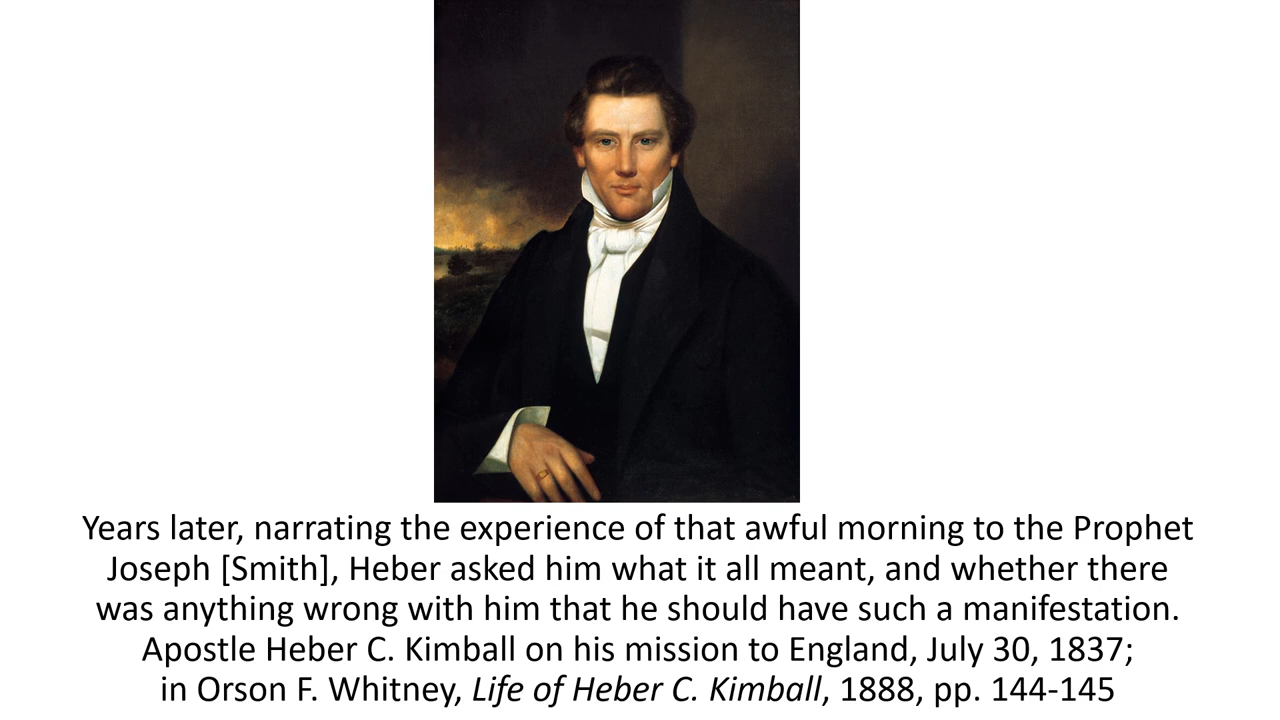 Years later, narrating the experience of that awful morning to the Prophet
Joseph [Smith], Heber asked him what it all meant, and whether there
was anything wrong with him that he should have such a manifestation.
Apostle Heber C. Kimball on his mission to England, July 30, 1837;
in Orson F. Whitney, Life of Heber C. Kimball, 1888, pp. 144-145